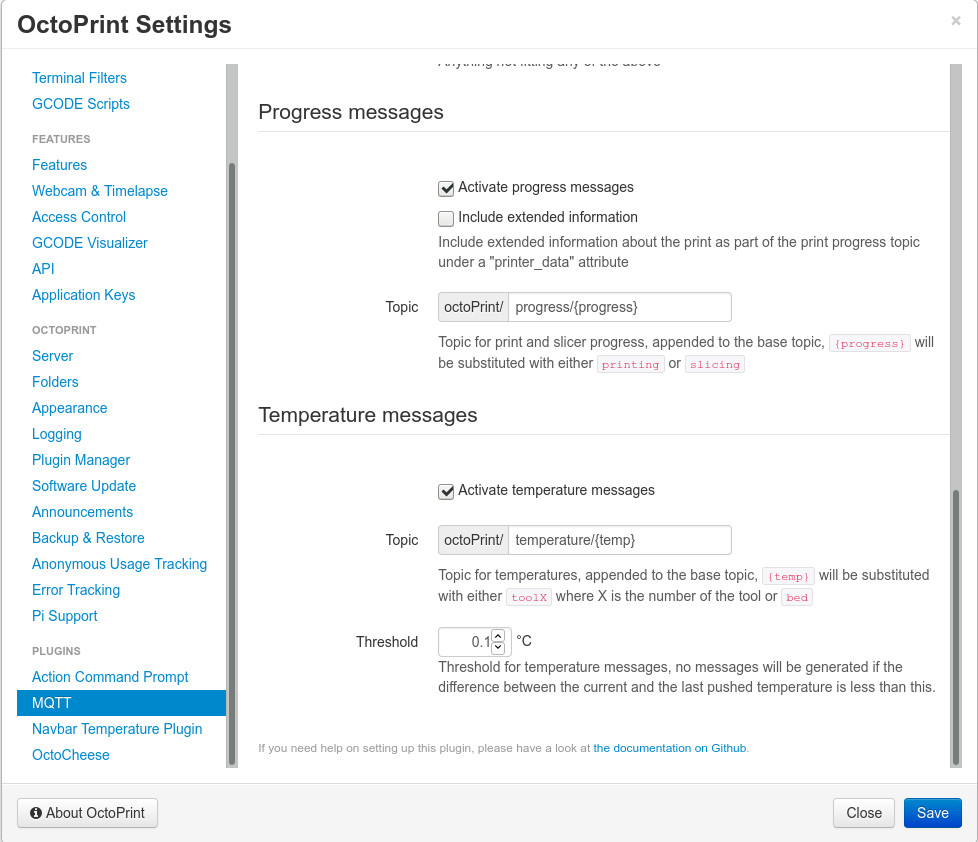 OctoPrint Settings
×
Terminal Filters
GCODE Scripts
FEATURES
Features
Webcam & Timelapse
Access Control
GCODE Visualizer
API
Application Keys
OCTOPRINT
Server
Folders
Appearance
Logging
Plugin Manager
Software Update
Announcements
Backup & Restore
Anonymous Usage Tracking
Error Tracking
Pi Support
PLUGINS
Action Command Prompt
MQTT
Navbar Temperature Plugin
OctoCheese
Anything not fitting any of the above
Progress messages
Activate progress messages
Include extended information
Include extended information about the print as part of the print progress topic
under a "printer_data" attribute
Topic octoPrint/ progress/{progress}
Topic for print and slicer progress, appended to the base topic, {progress} will
be substituted with either printing or slicing
Temperature messages
Activate temperature messages
Topic octoPrint/ temperature/{temp}
Topic for temperatures, appended to the base topic, {temp} will be substituted
with either toolX where X is the number of the tool or bed
Threshold 0.1 °C
Threshold for temperature messages, no messages will be generated if the
difference between the current and the last pushed temperature is less than this.
If you need help on setting up this plugin, please have a look at the documentation on Github.
About OctoPrint
Close
Save